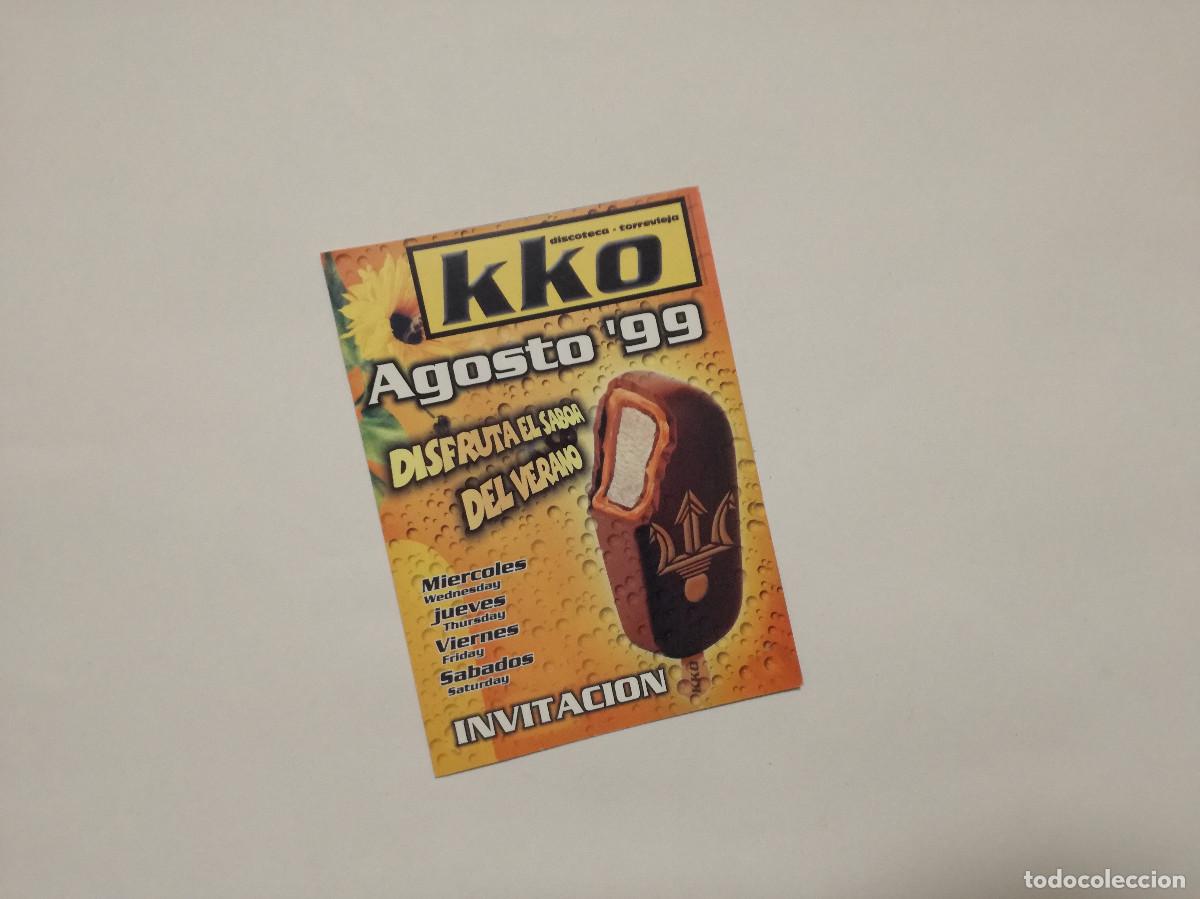 discoteca - torrevieja
kko
Agosto '99
DISFRUTA EL SABOR
DEL VERANO
Miercoles
Wednesday
jueves
Thursday
Viernes
Friday
Sabados
Saturday
KKO
INVITACION
todocoleccion